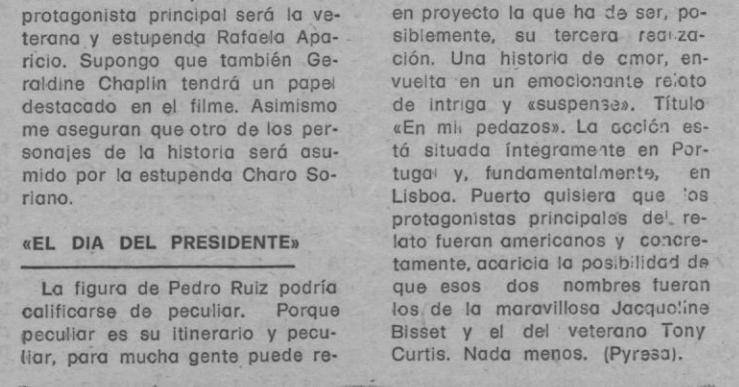 protagonista principal será la ve-
terana y estupenda Rafaela Apa-
ricio. Supongo que también Ge-
raldine Chaplin tendrá un papel
destacado en el filme. Asimismo
me aseguran que otro de los per-
sonajes de la historia será asu-
mido por la estupenda Charo So-
riano.
«EL DIA DEL PRESIDENTE»
La figura de Pedro Ruiz podría
calificarse de peculiar. Porque
peculiar es su itinerario y pecu-
liar, para mucha gente puede re-
en proyecto la que ha de ser, po-
siblemente, su tercera realiza-
ción. Una historia de amor, en-
vuelta en un emocionante relato
de intriga y «suspense». Título
«En mil pedazos». La acción es-
tá situada íntegramente en Por-
tugal y, fundamentalmente, en
Lisboa. Puerto quisiera que los
protagonistas principales del re-
lato fueran americanos y concre-
tamente, acaricia la posibilidad de
que esos dos nombres fueran
los de la maravillosa Jacqueline
Bisset y el del veterano Tony
Curtis. Nada menos. (Pyresa).